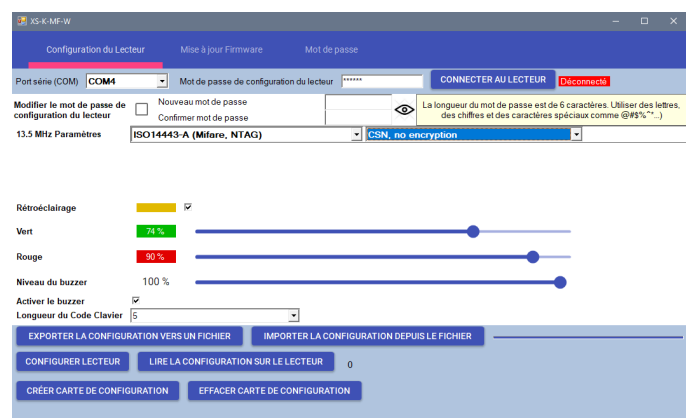 XS-K-MF-W
Configuration du Lecteur Mise à jour Firmware Mot de passe
Port série (COM) COM4 Mot de passe de configuration du lecteur ****** CONNECTER AU LECTEUR Déconnecté
Modifier le mot de passe de configuration du lecteur
Nouveau mot de passe
Confirmer mot de passe
La longueur du mot de passe est de 6 caractères. Utiliser des lettres,
des chiffres et des caractères spéciaux comme @#$%^*...)
13.5 MHz Paramètres ISO14443-A (Mifare, NTAG) CSN, no encryption
Rétroéclairage
Vert 74 %
Rouge 90 %
Niveau du buzzer 100 %
Activer le buzzer
Longueur du Code Clavier 5
EXPORTER LA CONFIGURATION VERS UN FICHIER IMPORTER LA CONFIGURATION DEPUIS LE FICHIER
CONFIGURER LECTEUR LIRE LA CONFIGURATION SUR LE LECTEUR 0
CRÉER CARTE DE CONFIGURATION EFFACER CARTE DE CONFIGURATION